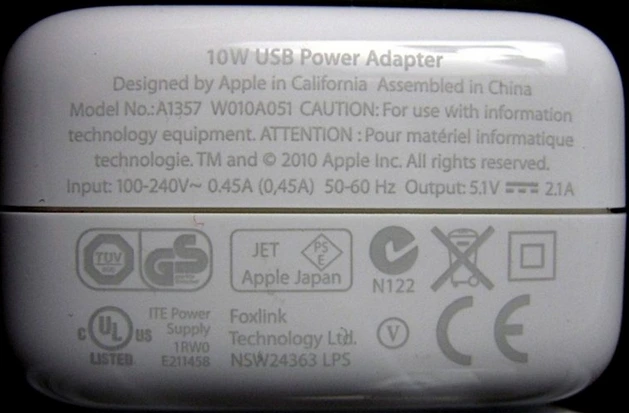 10W USB Power Adapter
Designed by Apple in California Assembled in China
Model No.:A1357 W010A051 CAUTION: For use with information
technology equipment. ATTENTION : Pour matériel informatique
technologie. TM and © 2010 Apple Inc. All rights reserved.
Input: 100-240V~ 0.45A (0,45A) 50-60 Hz Output: 5.1V ⎓ 2.1A
TUV GS
JET PSE
Apple Japan
N122
c UL US
LISTED
ITE Power
Supply
1RW0
E211458
Foxlink
Technology Ltd.
NSW24363 LPS
V
CE